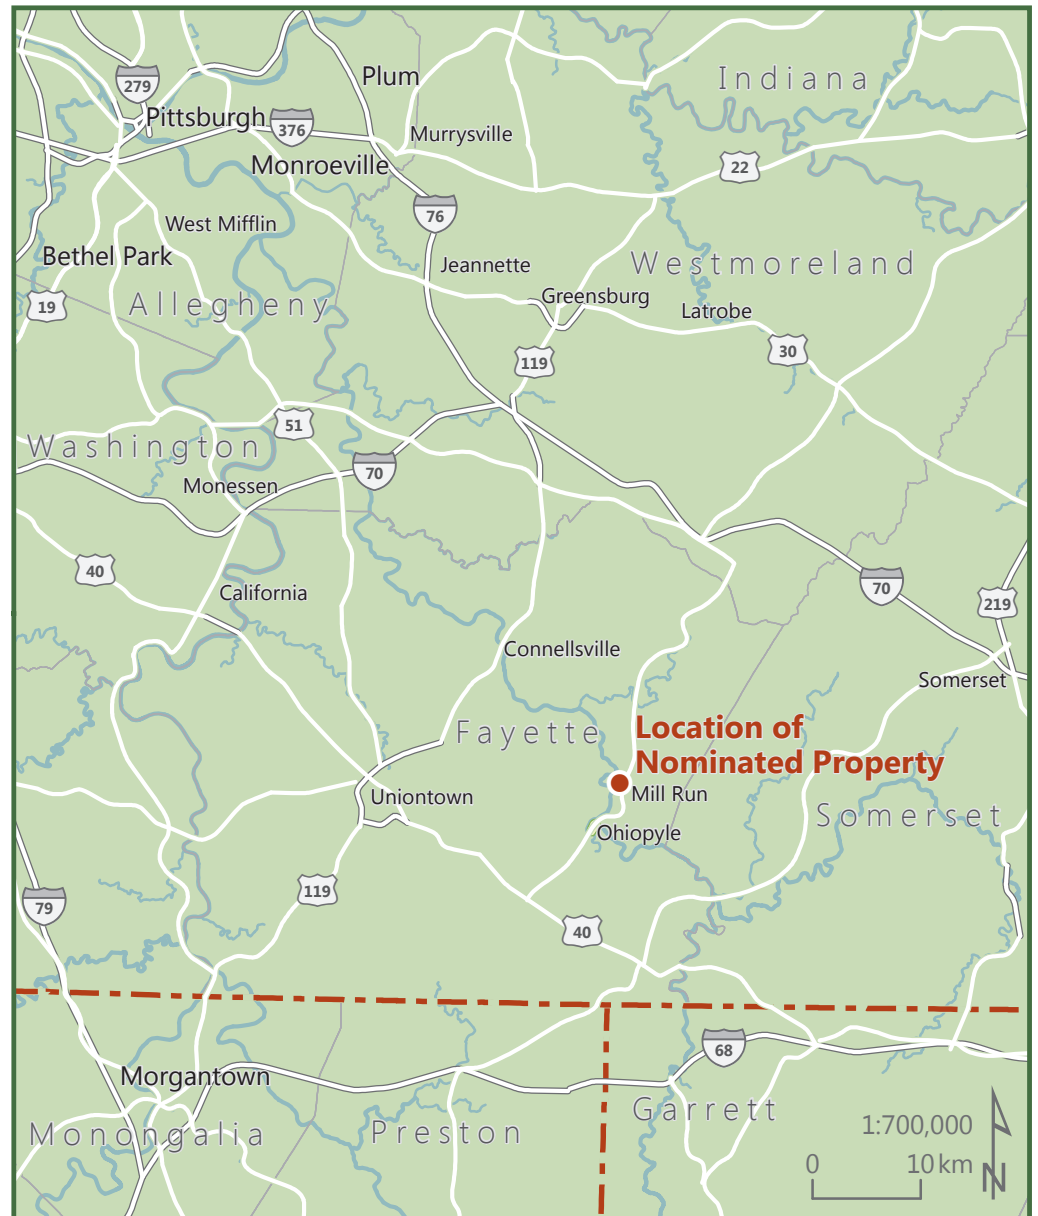 Plum
Indiana
279
Pittsburgh
376
Murrysville
Monroeville
22
76
West Mifflin
Bethel Park
Jeannette
Westmoreland
19
Allegheny
Greensburg
Latrobe
30
119
51
Washington
70
Monessen
40
70
California
219
Connellsville
Somerset
Fayette
Location of
Nominated Property
Uniontown
Mill Run
Somerset
Ohiopyle
119
79
40
68
Morgantown
Garrett
Monongalia
Preston
1:700,000
0 10 km
N